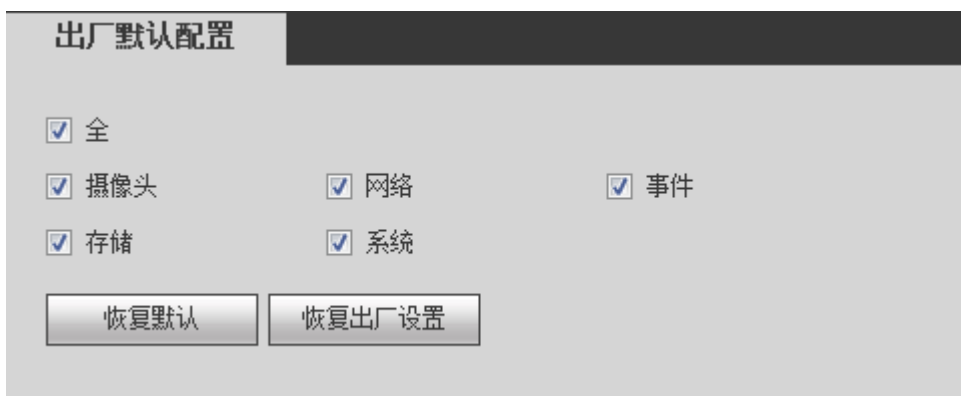 出厂默认配置
全
摄像头 网络 事件
存储 系统
恢复默认 恢复出厂设置